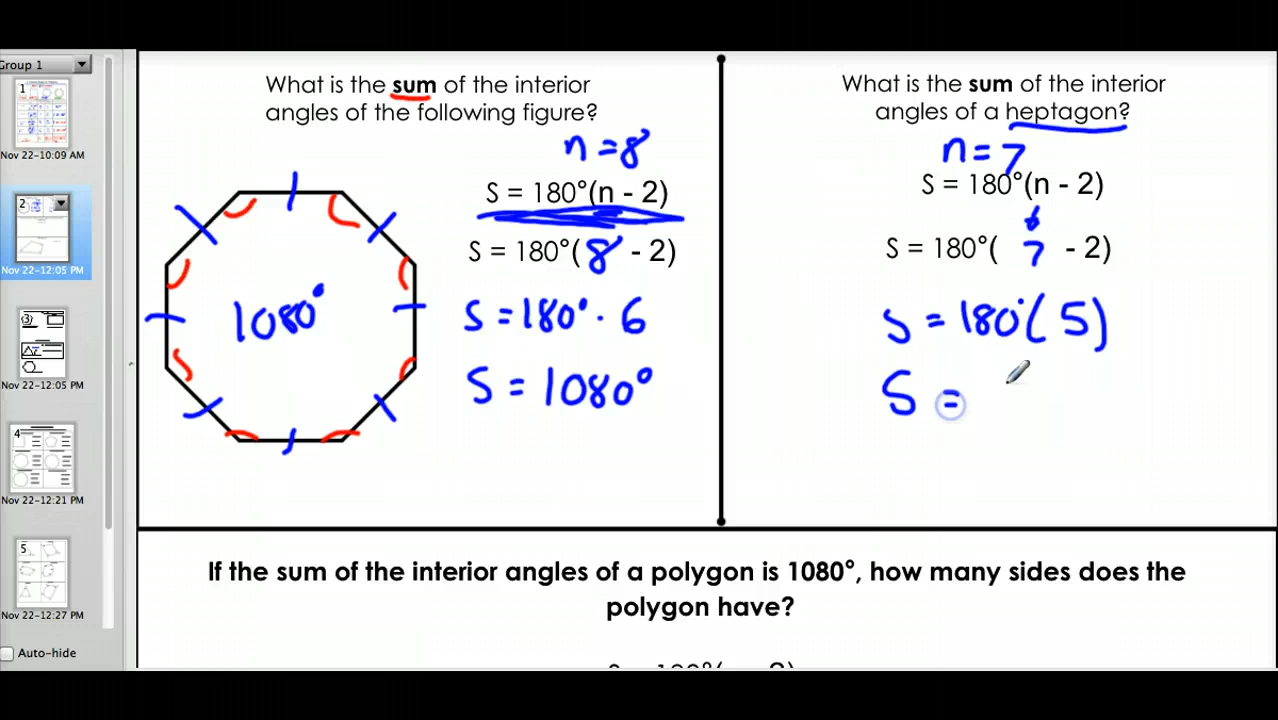 Group 1
1
Nov 22-10:09 AM
2
Nov 22-12:05 PM
3)
Nov 22-12:05 PM
4
Nov 22-12:21 PM
5
Nov 22-12:27 PM
Auto-hide
What is the sum of the interior
angles of the following figure?
n = 8
S = 180°(n - 2)
S = 180°( 8 - 2)
S = 180° · 6
S = 1080°
1080°
What is the sum of the interior
angles of a heptagon?
n = 7
S = 180°(n - 2)
S = 180°( 7 - 2)
S = 180°( 5)
S =
If the sum of the interior angles of a polygon is 1080°, how many sides does the
polygon have?